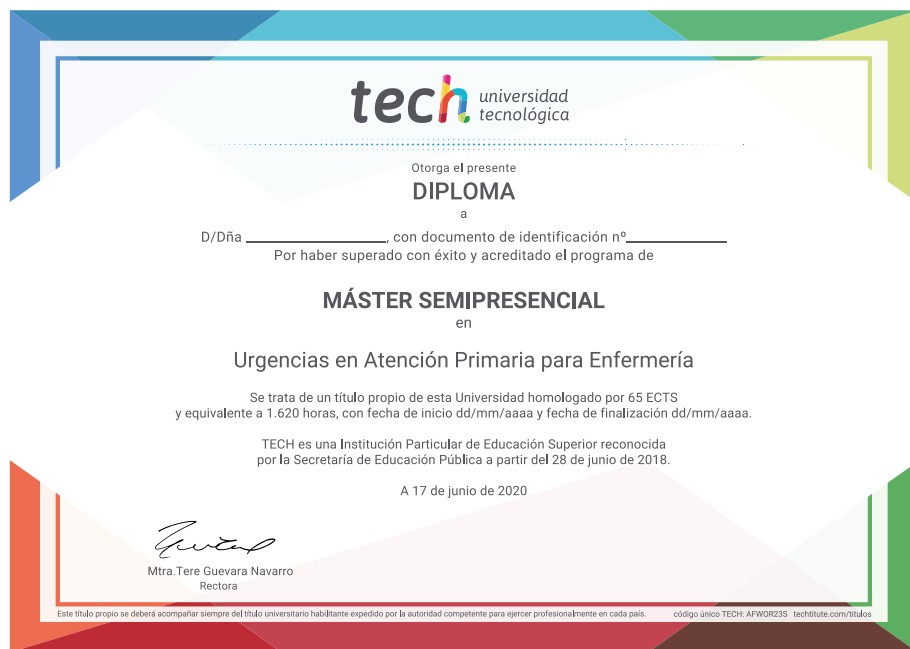 tech universidad
tecnológica
Otorga el presente
DIPLOMA
a
D/Dña ____________________, con documento de identificación nº______________
Por haber superado con éxito y acreditado el programa de
MÁSTER SEMIPRESENCIAL
en
Urgencias en Atención Primaria para Enfermería
Se trata de un título propio de esta Universidad homologado por 65 ECTS
y equivalente a 1.620 horas, con fecha de inicio dd/mm/aaaa y fecha de finalización dd/mm/aaaa.
TECH es una Institución Particular de Educación Superior reconocida
por la Secretaría de Educación Pública a partir del 28 de junio de 2018.
A 17 de junio de 2020
Mtra.Tere Guevara Navarro
Rectora
Este título propio se deberá acompañar siempre del título universitario habilitante expedido por la autoridad competente para ejercer profesionalmente en cada país. código único TECH: AFWOR23S techtitute.com/titulos